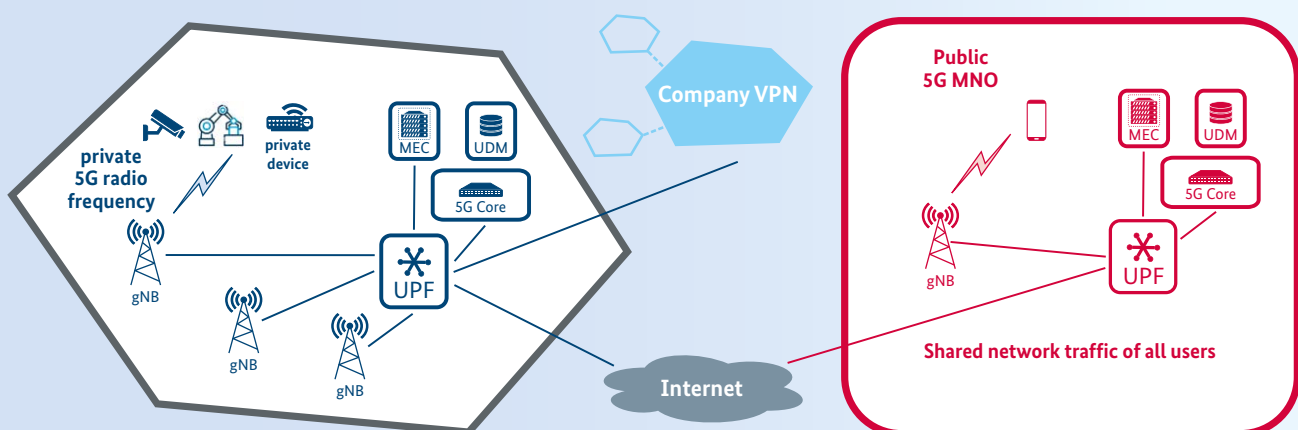 private
5G radio
frequency
private
device
MEC
UDM
5G Core
UPF
gNB
gNB
gNB
Company VPN
Internet
Public
5G MNO
MEC
UDM
5G Core
gNB
UPF
Shared network traffic of all users